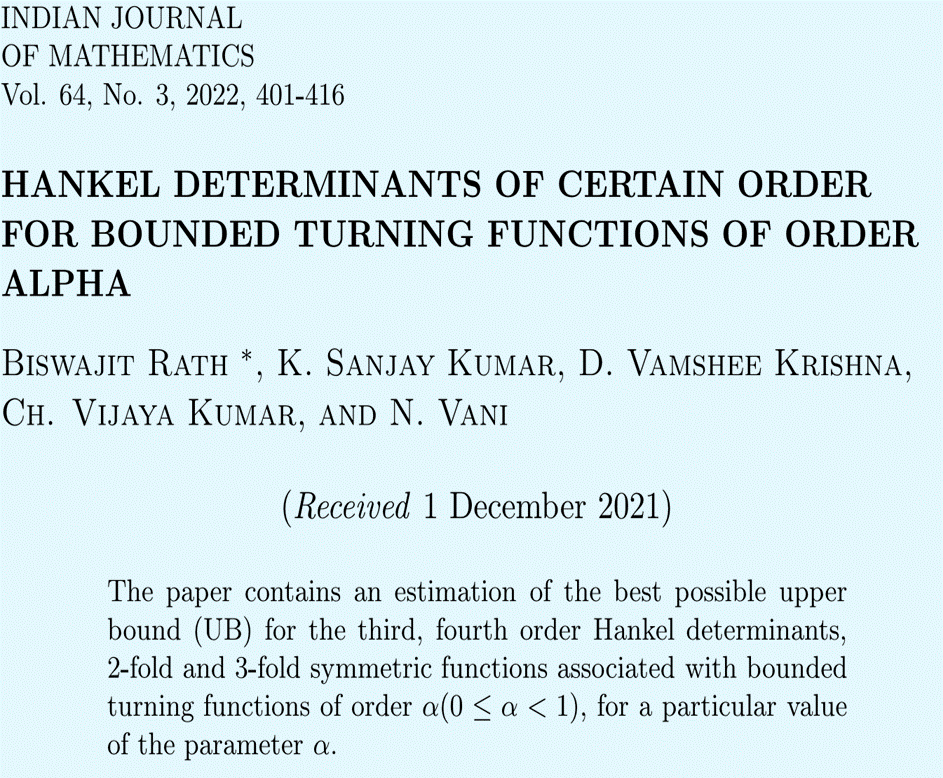 INDIAN JOURNAL
OF MATHEMATICS
Vol. 64, No. 3, 2022, 401-416
HANKEL DETERMINANTS OF CERTAIN ORDER
FOR BOUNDED TURNING FUNCTIONS OF ORDER
ALPHA
BISWAJIT RATH *, K. SANJAY KUMAR, D. VAMSHEE KRISHNA,
CH. VIJAYA KUMAR, AND N. VANI
(Received 1 December 2021)
The paper contains an estimation of the best possible upper
bound (UB) for the third, fourth order Hankel determinants,
2-fold and 3-fold symmetric functions associated with bounded
turning functions of order α(0 ≤ α < 1), for a particular value
of the parameter α.